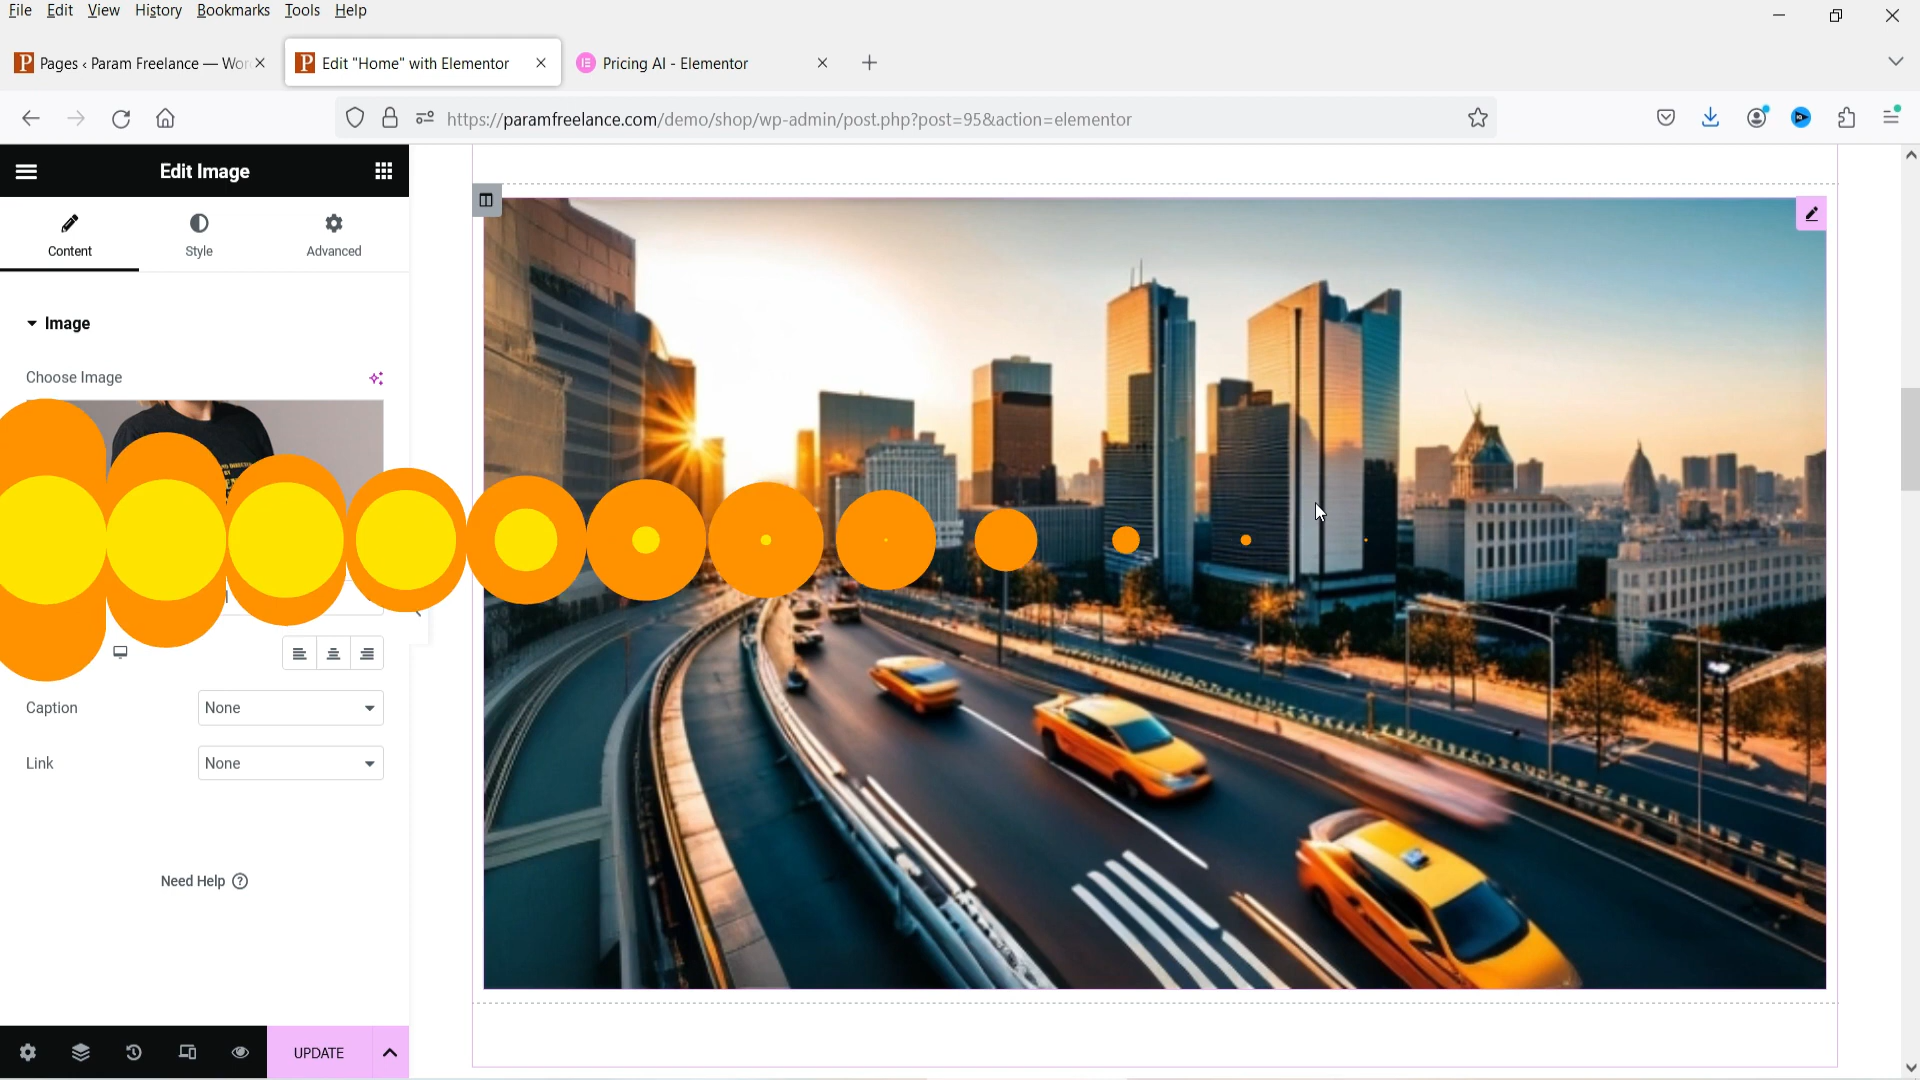 File Edit View History Bookmarks Tools Help
Pages ‹ Param Freelance — Wor
Edit "Home" with Elementor
Pricing AI - Elementor
https://paramfreelance.com/demo/shop/wp-admin/post.php?post=95&action=elementor
Edit Image
Content
Style
Advanced
Image
Choose Image
Caption
None
Link
None
Need Help
UPDATE